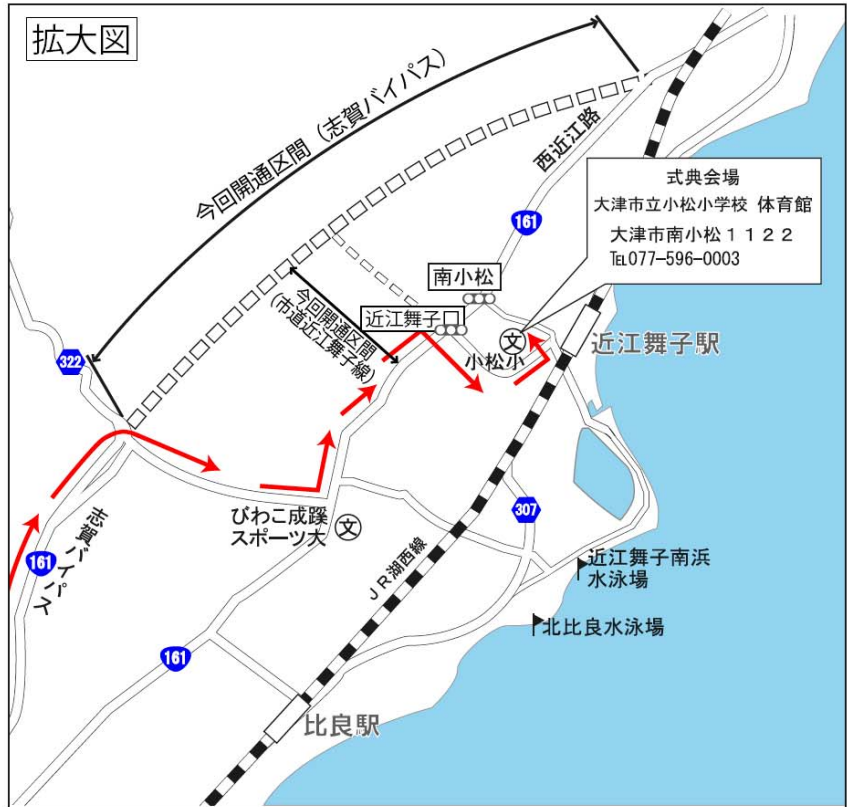 拡大図
今回開通区間（志賀バイパス）
西近江路
161
式典会場
大津市立小松小学校 体育館
大津市南小松１１２２
℡077-596-0003
南小松
近江舞子口
今回開通区間
(市道近江舞子線)
文
小松小
近江舞子駅
322
志賀バイパス
161
びわこ成蹊
スポーツ大
文
307
ＪＲ湖西線
近江舞子南浜
水泳場
北比良水泳場
161
比良駅